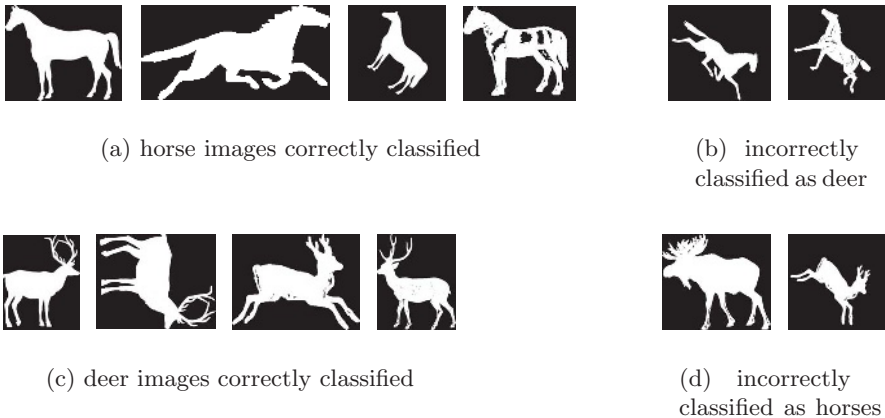 (a) horse images correctly classified
(b) incorrectly
classified as deer
(c) deer images correctly classified
(d) incorrectly
classified as horses